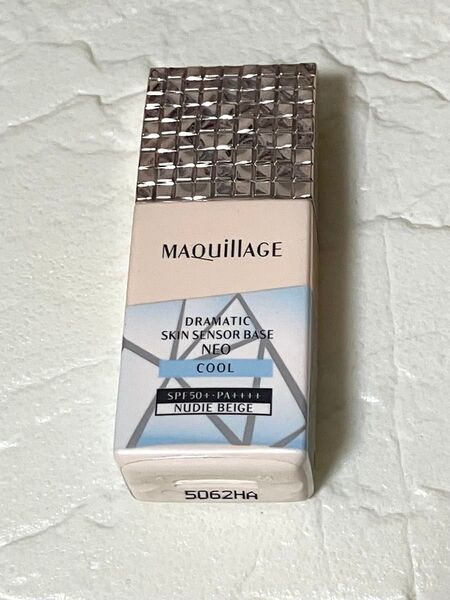 MAQuillAGE
DRAMATIC
SKIN SENSOR BASE
NEO
COOL
SPF50+・PA++++
NUDIE BEIGE
5062HA